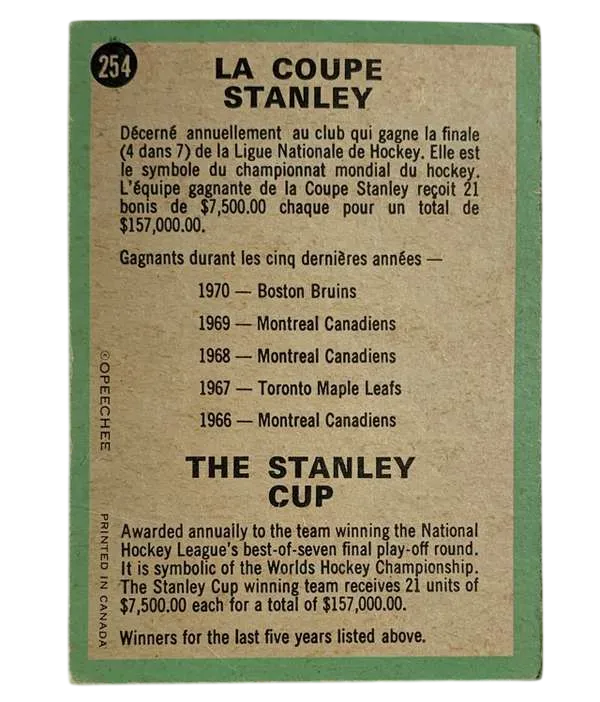 254
LA COUPE
STANLEY
Décerné annuellement au club qui gagne la finale
(4 dans 7) de la Ligue Nationale de Hockey. Elle est
le symbole du championnat mondial du hockey.
L'équipe gagnante de la Coupe Stanley reçoit 21
bonis de $7,500.00 chaque pour un total de
$157,000.00.
Gagnants durant les cinq dernières années —
1970 — Boston Bruins
1969 — Montreal Canadiens
1968 — Montreal Canadiens
1967 — Toronto Maple Leafs
1966 — Montreal Canadiens
THE STANLEY
CUP
Awarded annually to the team winning the National
Hockey League's best-of-seven final play-off round.
It is symbolic of the Worlds Hockey Championship.
The Stanley Cup winning team receives 21 units of
$7,500.00 each for a total of $157,000.00.
Winners for the last five years listed above.
©OPEECHEE PRINTED IN CANADA